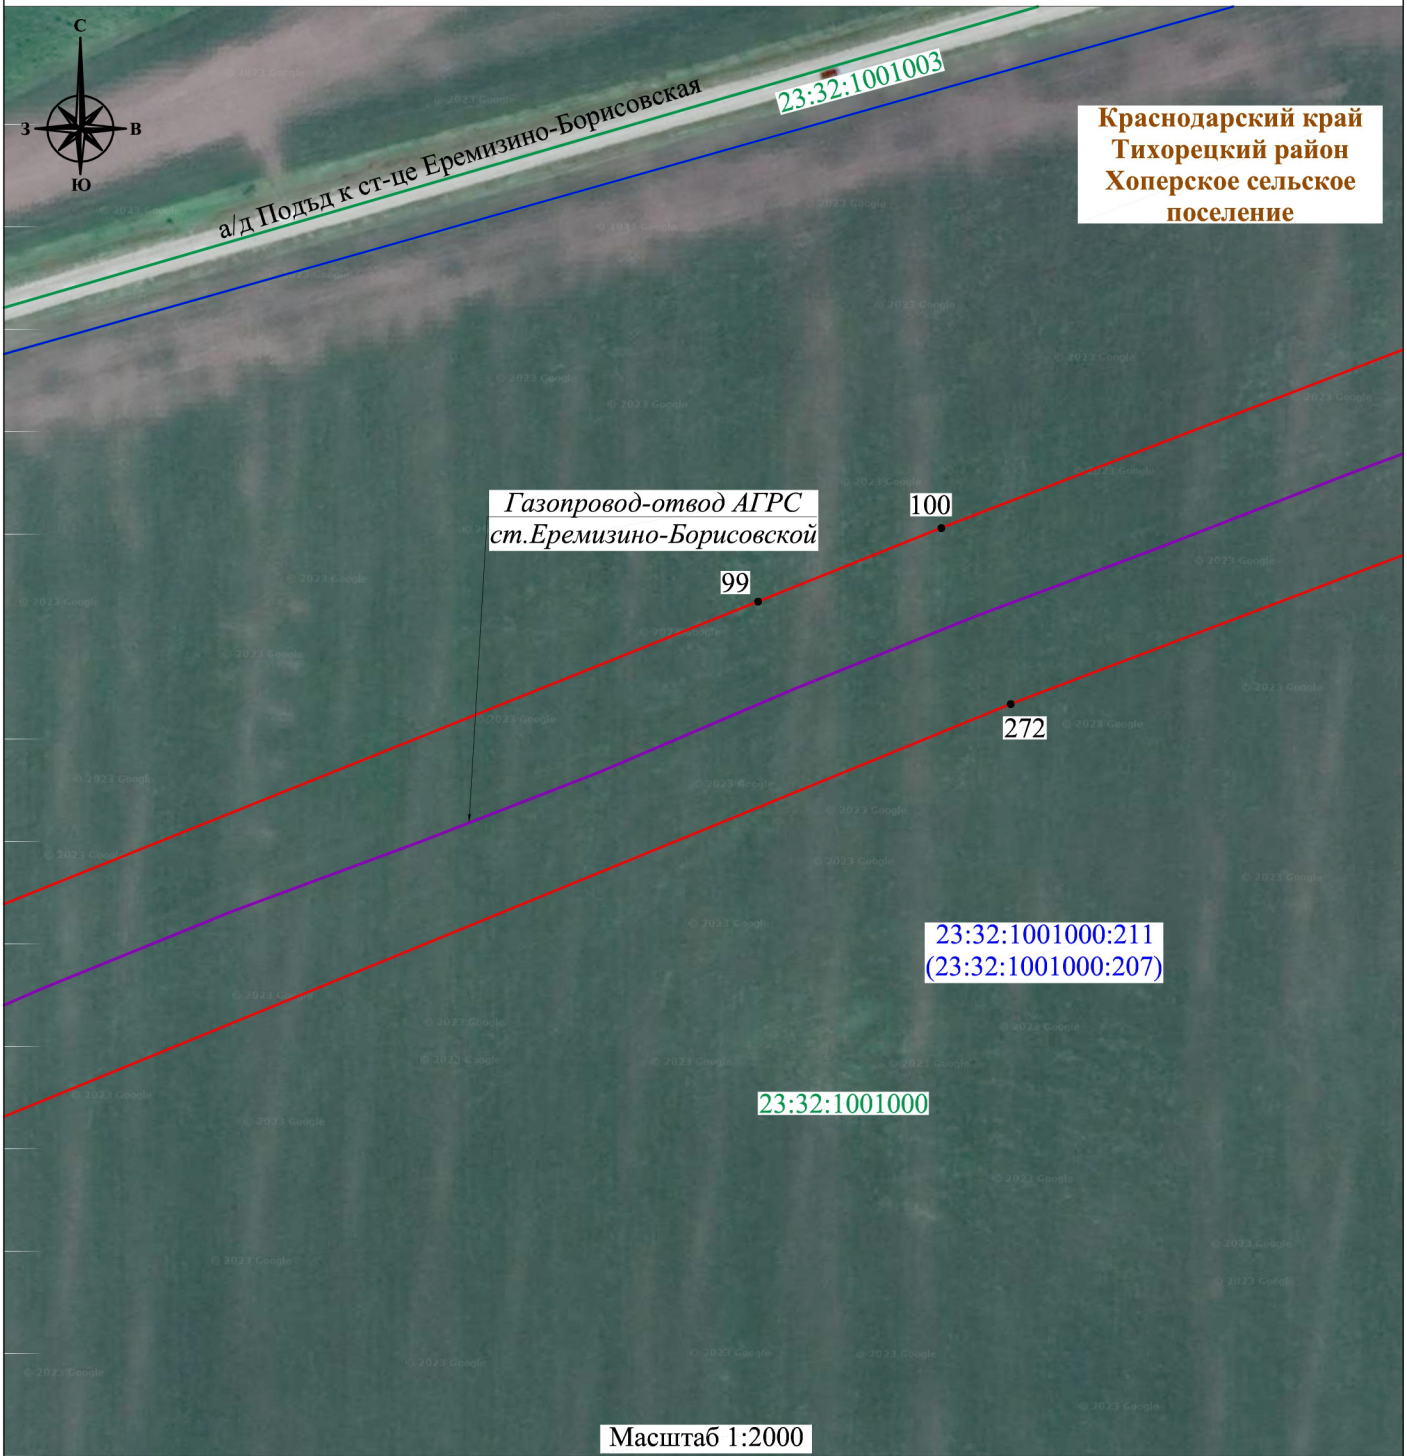 С
З
В
Ю
а/д Подъд к ст-це Еремизино-Борисовская
23:32:1001003
Краснодарский край
Тихорецкий район
Хоперское сельское
поселение
Газопровод-отвод АГРС
ст.Еремизино-Борисовской
100
99
272
23:32:1001000:211
(23:32:1001000:207)
23:32:1001000
Масштаб 1:2000
© 2023 Google